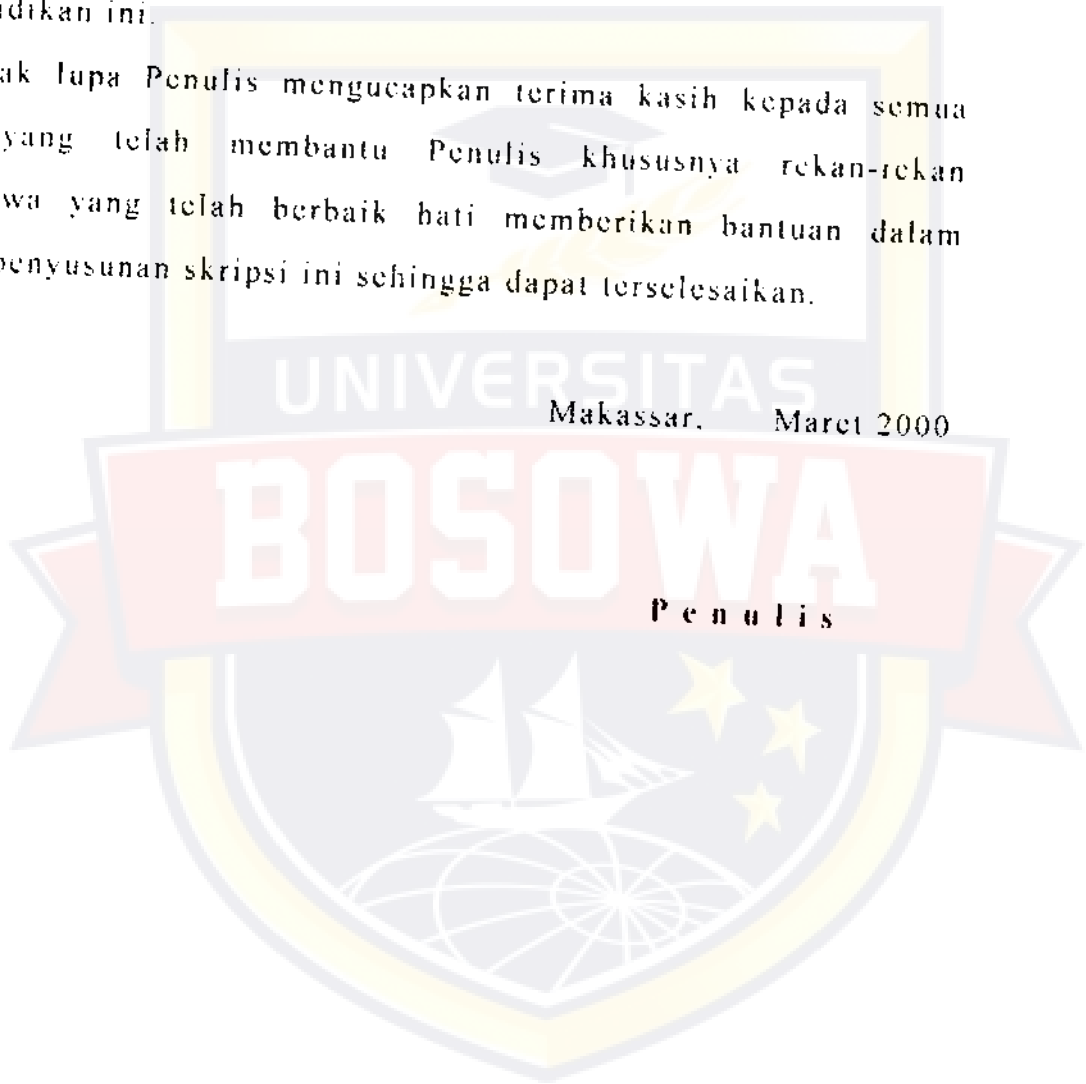 dikan ini.
ak lupa Penulis mengucapkan terima kasih kepada semua
yang telah membantu Penulis khususnya rekan-rekan
wa yang telah berbaik hati memberikan bantuan dalam
penyusunan skripsi ini sehingga dapat terselesaikan.
UNIVERSITAS
Makassar, Maret 2000
BOSOWA
Penulis